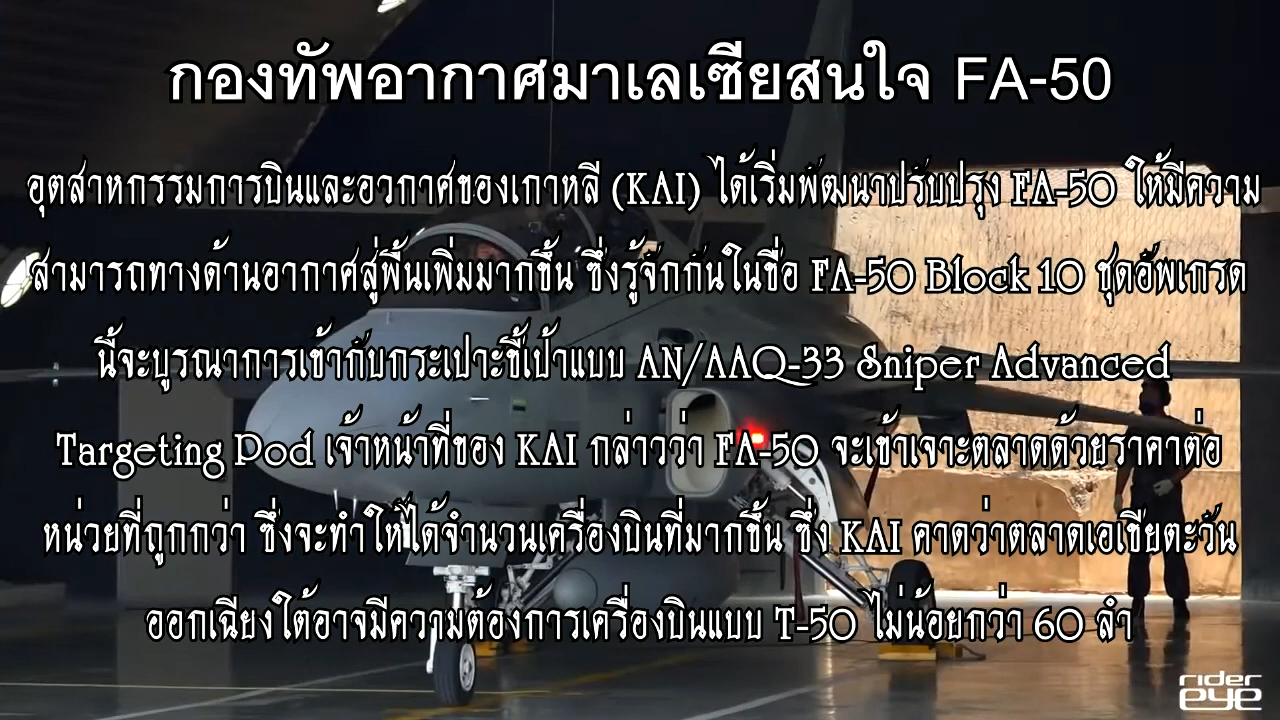 กองทัพอากาศมาเลเซียสนใจ FA-50
อุตสาหกรรมการบินและอวกาศของเกาหลี (KAI) ได้เริ่มพัฒนาปรับปรุง FA-50 ให้มีความ
สามารถทางด้านอากาศสู่พื้นเพิ่มมากขึ้น ซึ่งรู้จักกันในชื่อ FA-50 Block 10 ชุดอัพเกรด
นี้จะบูรณาการเข้ากับกระเปาะชี้เป้าแบบ AN/AAQ-33 Sniper Advanced
Targeting Pod เจ้าหน้าที่ของ KAI กล่าวว่า FA-50 จะเข้าเจาะตลาดด้วยราคาต่อ
หน่วยที่ถูกกว่า ซึ่งจะทำให้ได้จำนวนเครื่องบินที่มากขึ้น ซึ่ง KAI คาดว่าตลาดเอเชียตะวัน
ออกเฉียงใต้อาจมีความต้องการเครื่องบินแบบ T-50 ไม่น้อยกว่า 60 ลำ
rider
eye